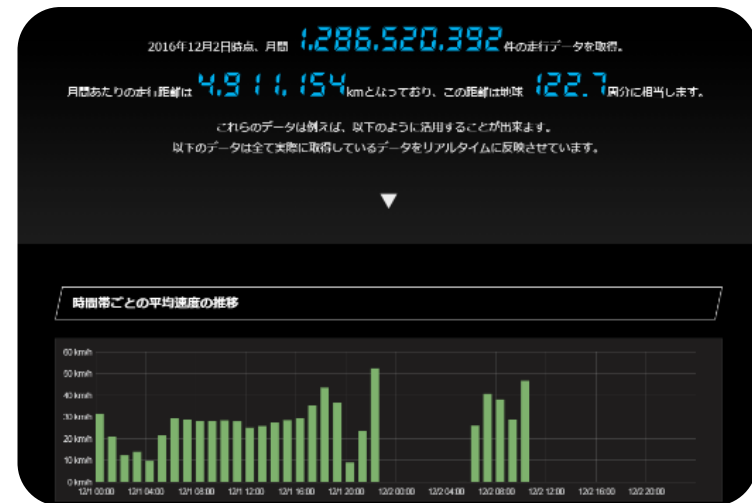 2016年12月2日時点、月間 1,286,520,392 件の走行データを取得。
月間あたりの走行距離は 4,911,154 kmとなっており、この距離は地球 122.7 周分に相当します。
これらのデータは例えば、以下のように活用することが出来ます。
以下のデータは全て実際に取得しているデータをリアルタイムに反映させています。
▼
時間帯ごとの平均速度の推移
60 km/h
50 km/h
40 km/h
30 km/h
20 km/h
10 km/h
0 km/h
12/1 00:00 12/1 04:00 12/1 08:00 12/1 12:00 12/1 16:00 12/1 20:00 12/2 00:00 12/2 04:00 12/2 08:00 12/2 12:00 12/2 16:00 12/2 20:00